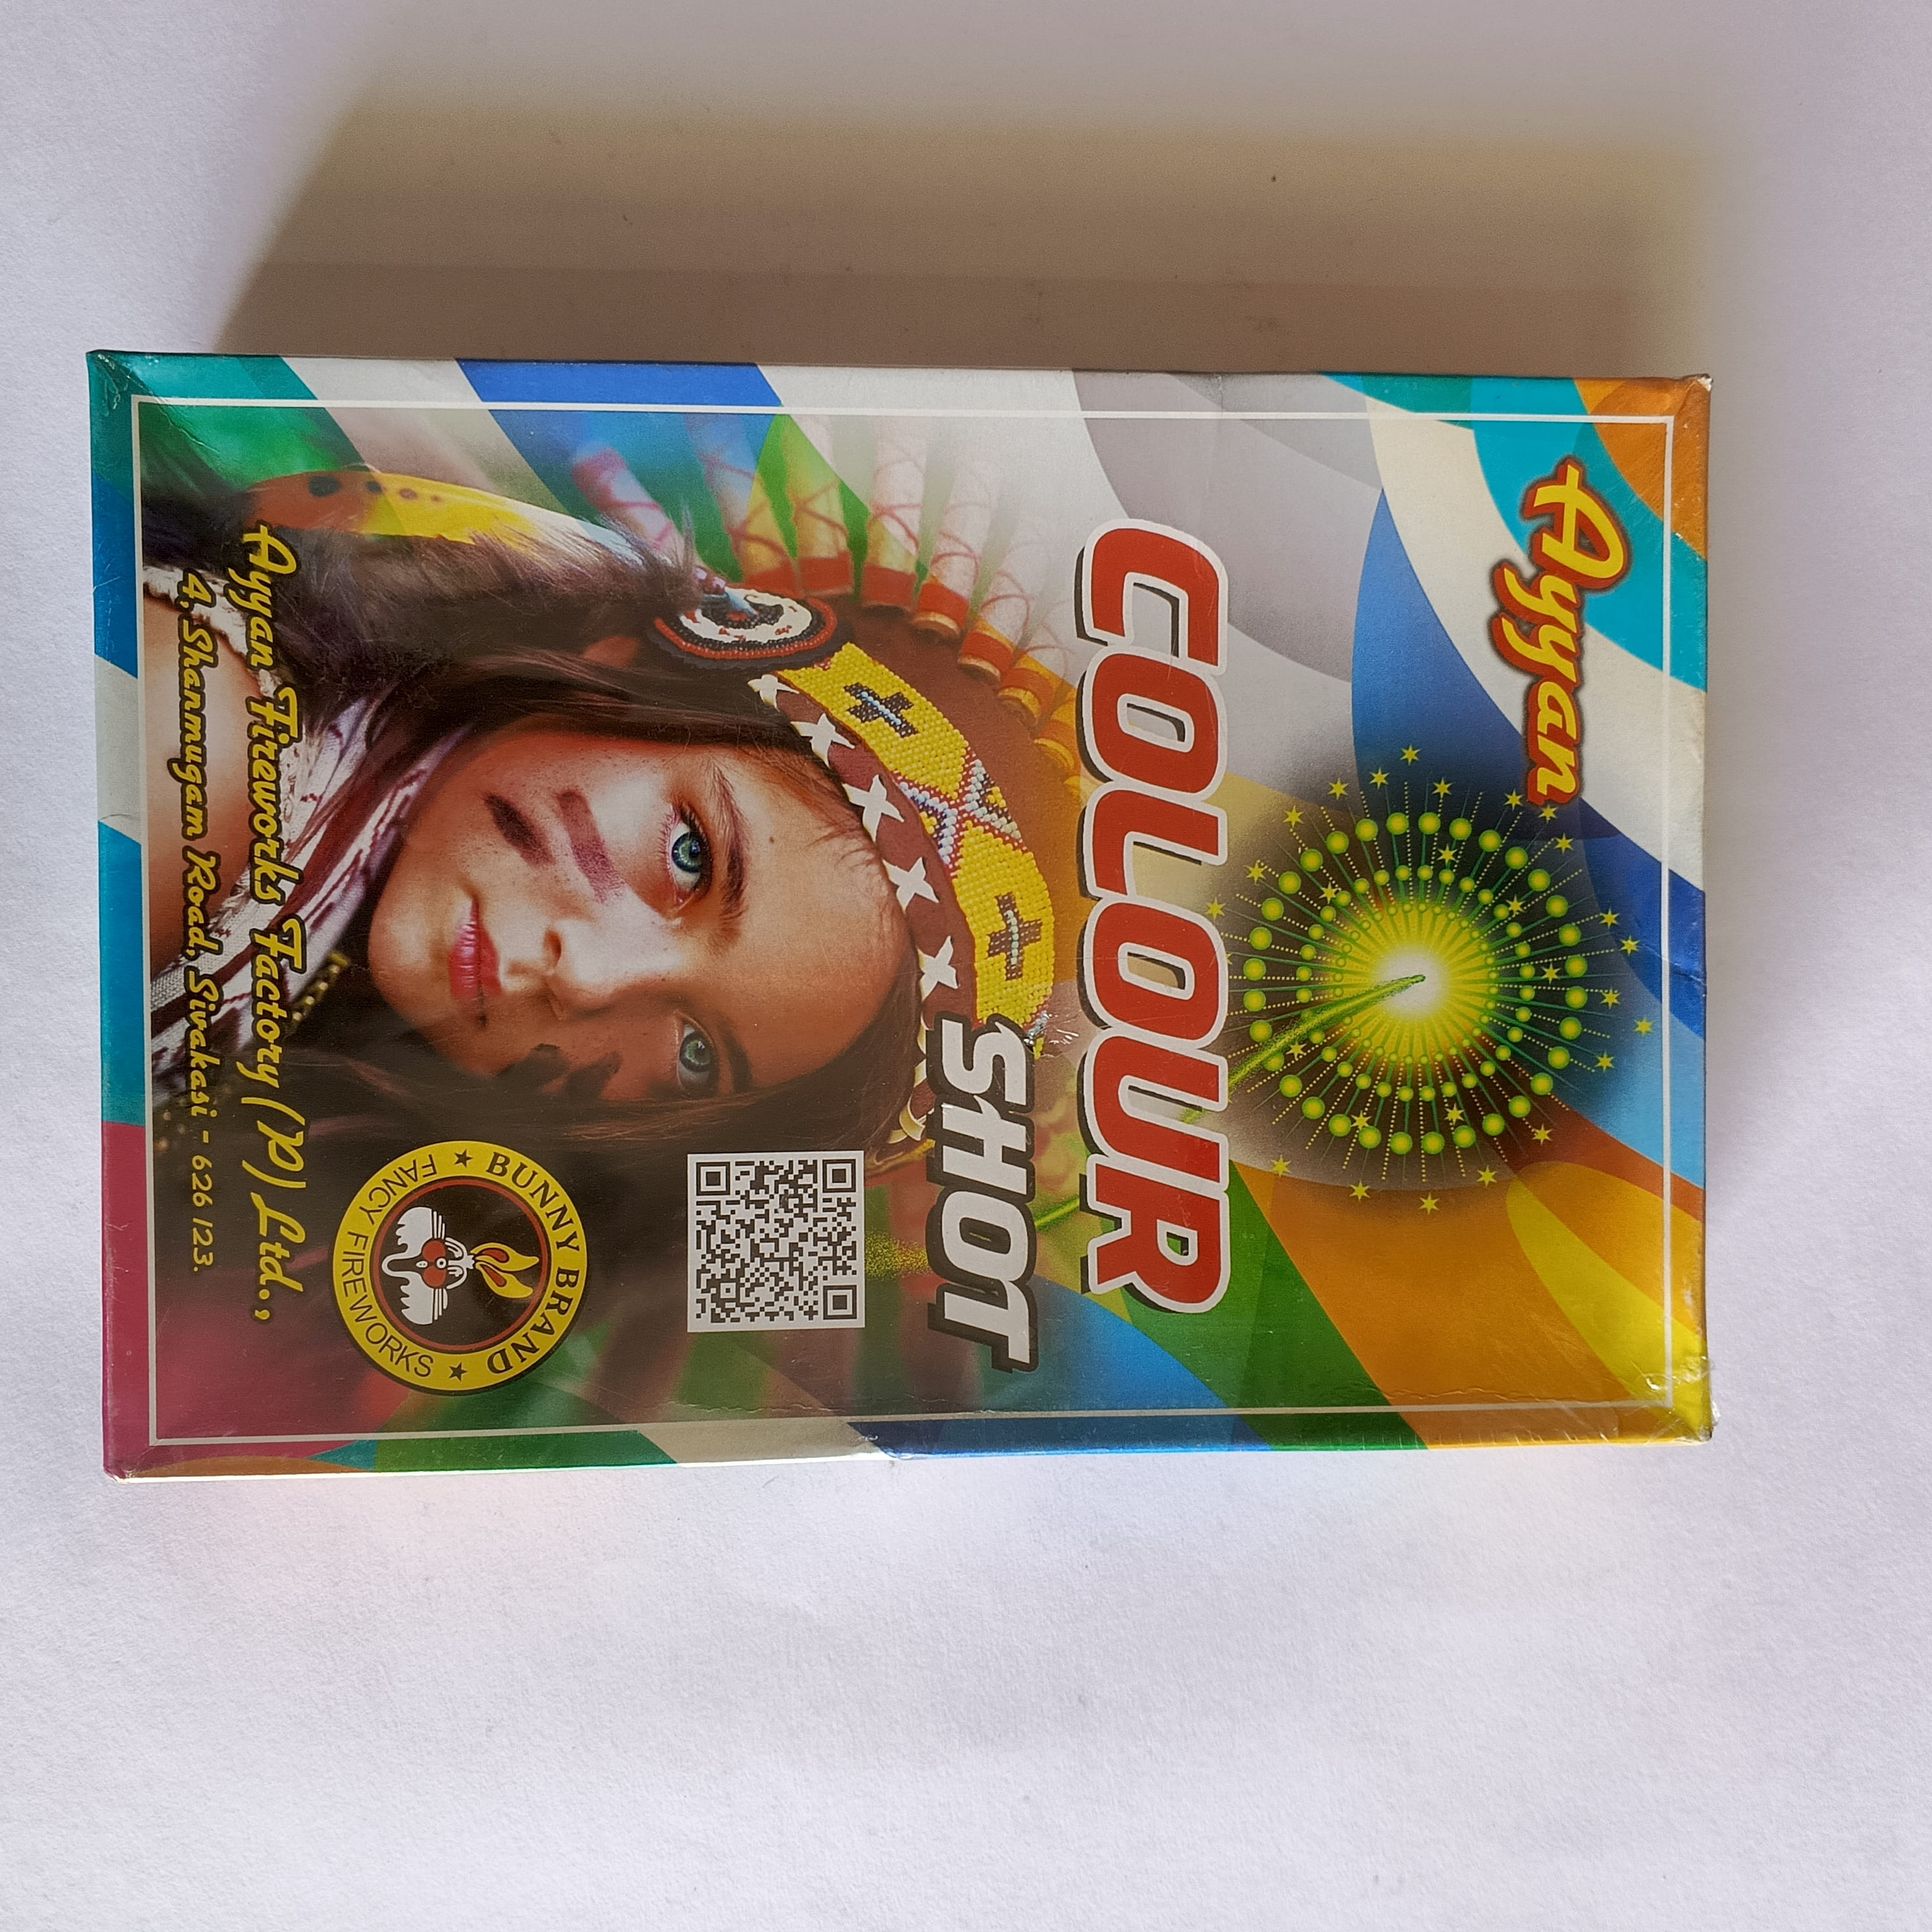 Ayyan
COLOUR
SHOT
BUNNY BRAND
FANCY FIREWORKS
Ayyan Fireworks Factory (P) Ltd.,
4, Shanmugam Road, Sivakasi - 626 123.